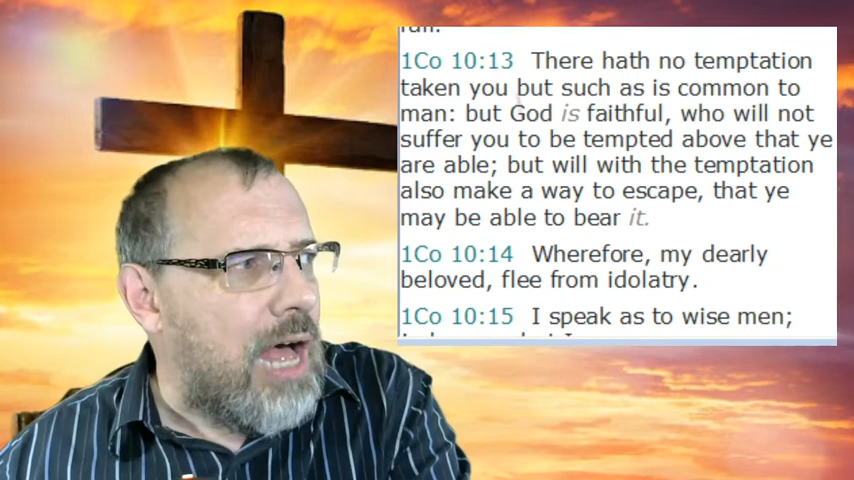 1Co 10:13 There hath no temptation
taken you but such as is common to
man: but God is faithful, who will not
suffer you to be tempted above that ye
are able; but will with the temptation
also make a way to escape, that ye
may be able to bear it.
1Co 10:14 Wherefore, my dearly
beloved, flee from idolatry.
1Co 10:15 I speak as to wise men;